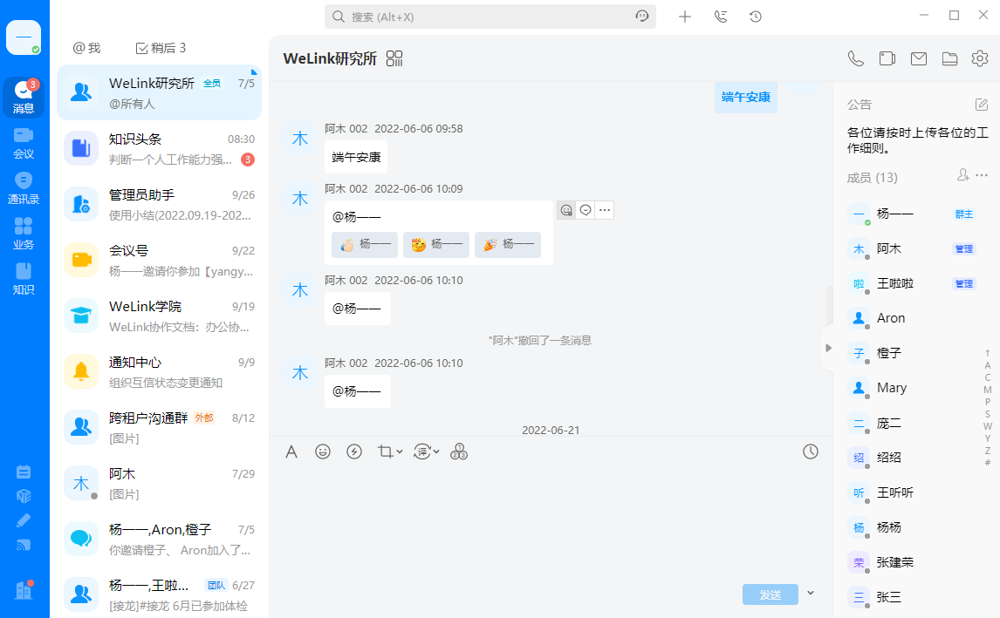 搜索 (Alt+X)
一
3
消息
会议
通讯录
业务
知识
@ 我
稍后 3
WeLink研究所 全员 7/5
@所有人
知识头条 08:30
判断一个人工作能力强... 3
管理员助手 9/26
使用小结(2022.09.19-202...
会议号 9/22
杨一一邀请你参加【yangy...
WeLink学院 9/19
WeLink协作文档：办公协...
通知中心 9/9
组织互信状态变更通知
跨租户沟通群 外部 8/12
[图片]
木
阿木 7/29
[图片]
杨一一,Aron,橙子 7/5
你邀请橙子、 Aron加入了...
杨一一,王啦... 团队 6/27
[接龙]#接龙 6月已参加体检
WeLink研究所
端午安康
木
阿木 002 2022-06-06 09:58
端午安康
木
阿木 002 2022-06-06 10:09
@杨一一
杨一一 杨一一 杨一一
木
阿木 002 2022-06-06 10:10
@杨一一
"阿木"撤回了一条消息
木
阿木 002 2022-06-06 10:10
@杨一一
2022-06-21
A 译 1 2 3
发送
公告
各位请按时上传各位的工
作细则。
成员 (13)
一 杨一一 群主
木 阿木 管理
啦 王啦啦 管理
Aron
子 橙子
Mary
二 庞二
绍 绍绍
听 王听听
杨 杨杨
荣 张建荣
三 张三
↑
A
C
M
P
S
W
Y
Z
#